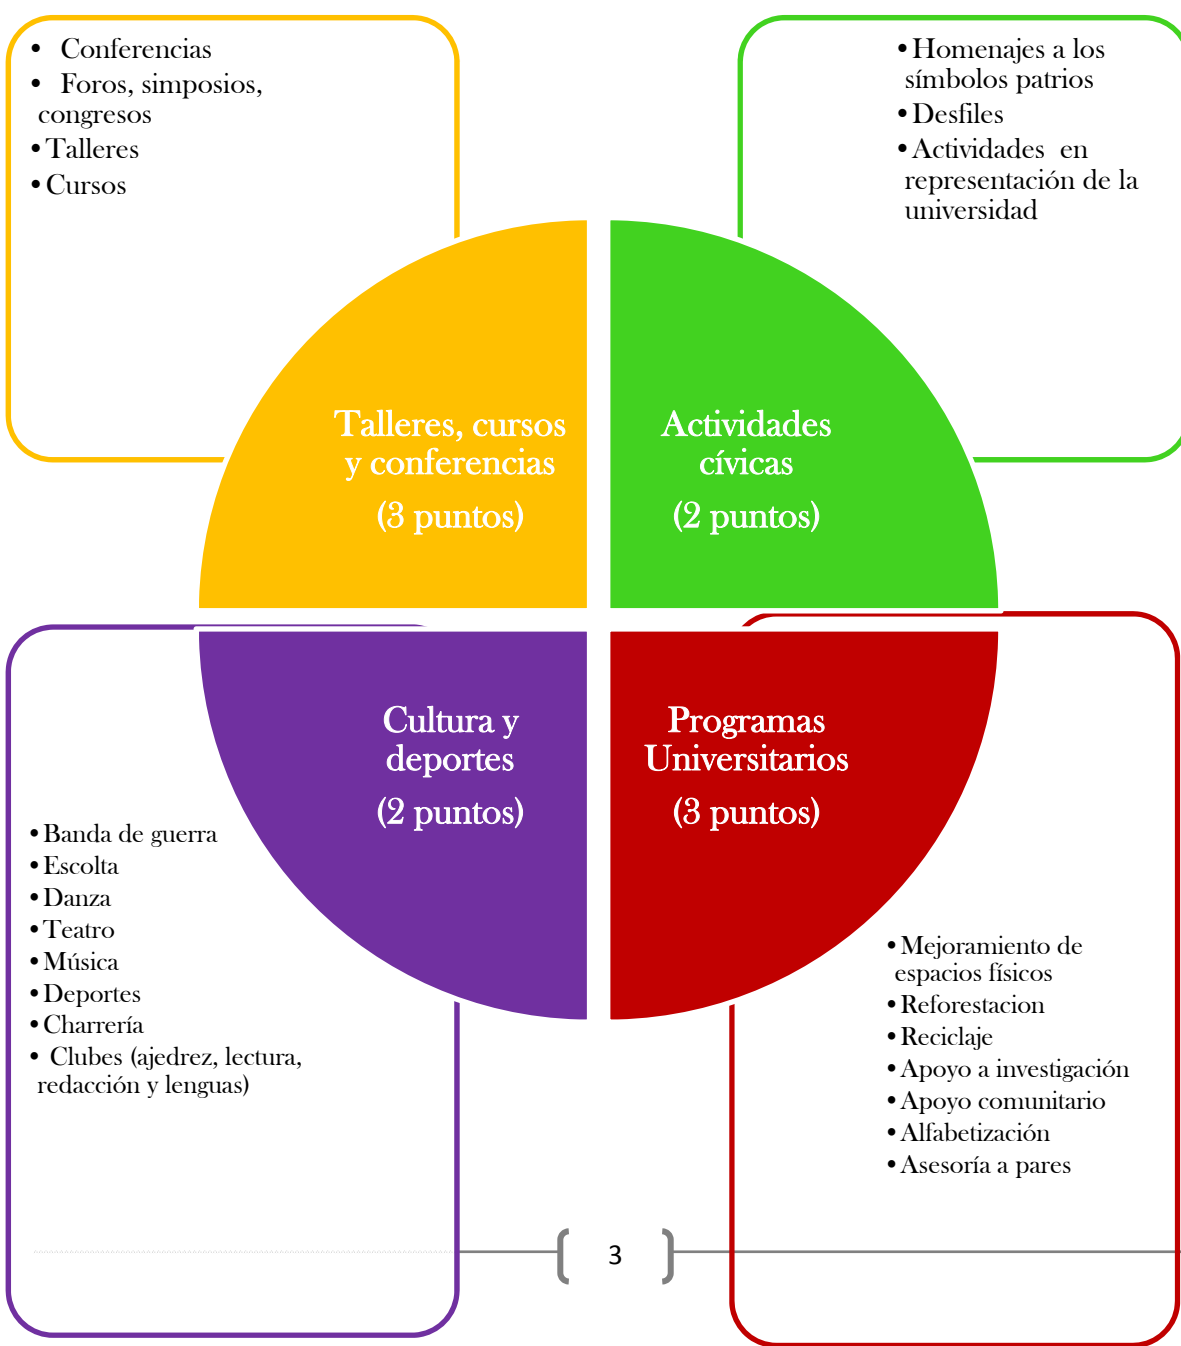 • Conferencias
• Foros, simposios,
congresos
• Talleres
• Cursos
• Homenajes a los
símbolos patrios
• Desfiles
• Actividades en
representación de la
universidad
Talleres, cursos
y conferencias
(3 puntos)
Actividades
cívicas
(2 puntos)
Cultura y
deportes
(2 puntos)
Programas
Universitarios
(3 puntos)
• Banda de guerra
• Escolta
• Danza
• Teatro
• Música
• Deportes
• Charrería
• Clubes (ajedrez, lectura,
redacción y lenguas)
• Mejoramiento de
espacios físicos
• Reforestacion
• Reciclaje
• Apoyo a investigación
• Apoyo comunitario
• Alfabetización
• Asesoría a pares
3